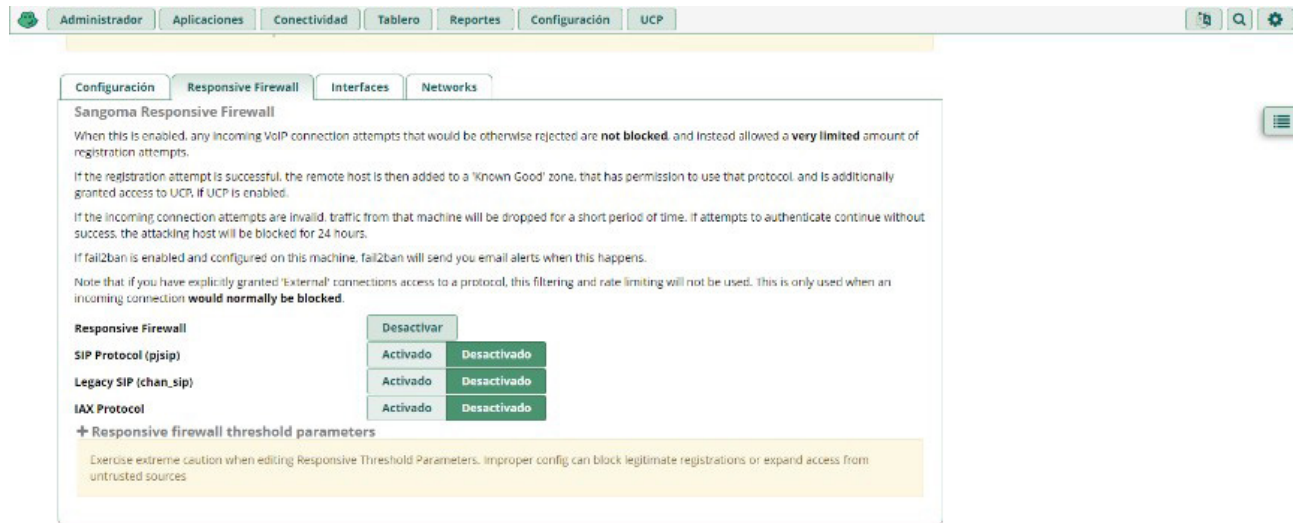 Administrador Aplicaciones Conectividad Tablero Reportes Configuración UCP
Configuración Responsive Firewall Interfaces Networks
Sangoma Responsive Firewall
When this is enabled, any incoming VoIP connection attempts that would be otherwise rejected are not blocked, and instead allowed a very limited amount of
registration attempts.
If the registration attempt is successful, the remote host is then added to a 'Known Good' zone, that has permission to use that protocol, and is additionally
granted access to UCP, if UCP is enabled.
If the incoming connection attempts are invalid, traffic from that machine will be dropped for a short period of time. If attempts to authenticate continue without
success, the attacking host will be blocked for 24 hours.
If fail2ban is enabled and configured on this machine, fail2ban will send you email alerts when this happens.
Note that if you have explicitly granted 'External' connections access to a protocol, this filtering and rate limiting will not be used. This is only used when an
incoming connection would normally be blocked.
Responsive Firewall Desactivar
SIP Protocol (pjsip) Activado Desactivado
Legacy SIP (chan_sip) Activado Desactivado
IAX Protocol Activado Desactivado
+ Responsive firewall threshold parameters
Exercise extreme caution when editing Responsive Threshold Parameters. Improper config can block legitimate registrations or expand access from
untrusted sources